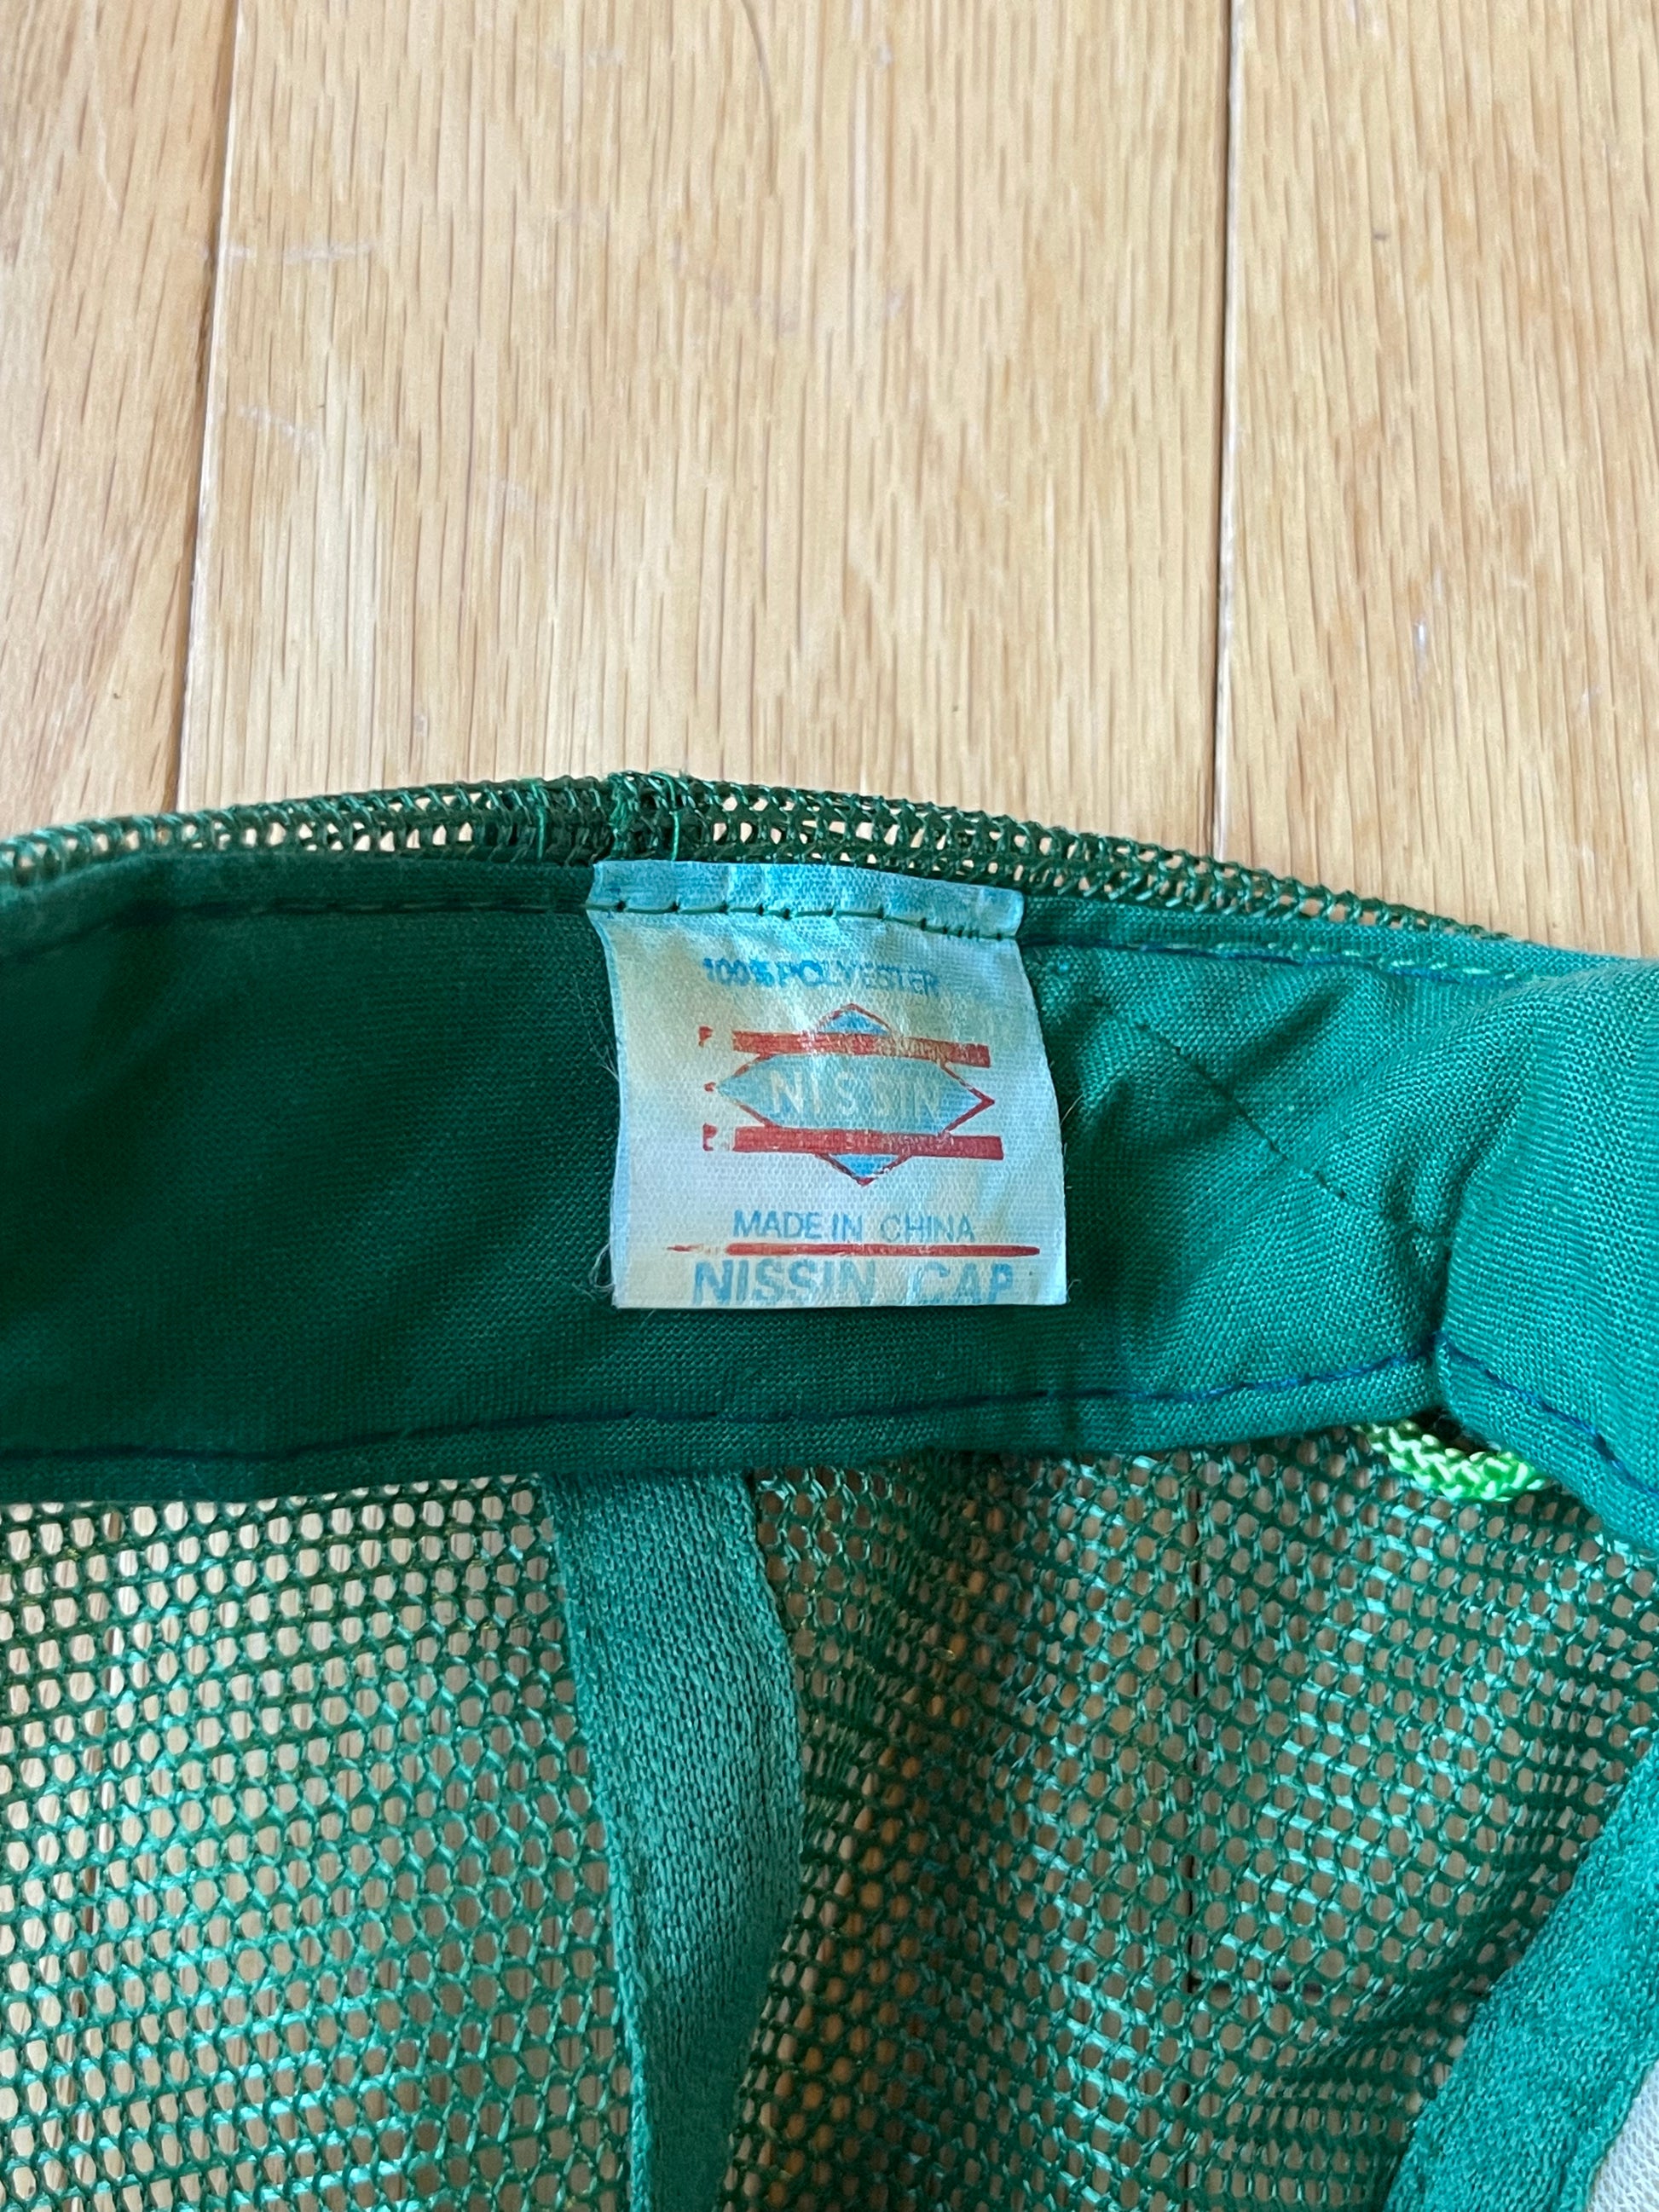 100% POLYESTER
NISSIN
MADE IN CHINA
NISSIN CAP